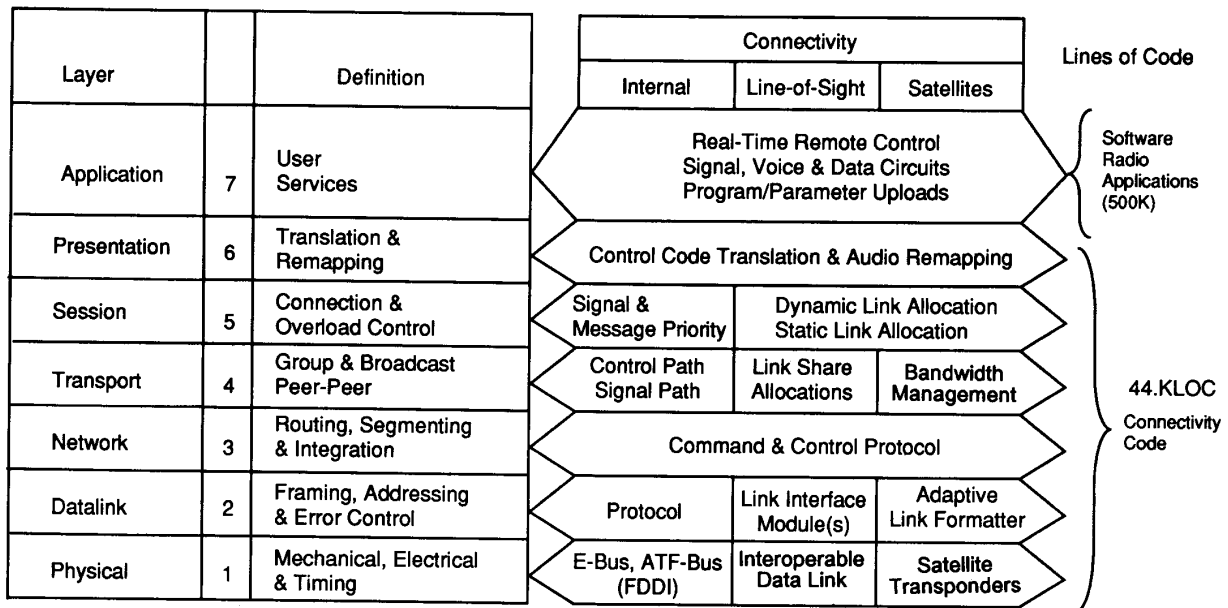 Connectivity
Lines of Code
Layer
Definition
Internal
Line-of-Sight
Satellites
Application
7
User
Services
Real-Time Remote Control
Signal, Voice & Data Circuits
Program/Parameter Uploads
Software
Radio
Applications
(500K)
Presentation
6
Translation &
Remapping
Control Code Translation & Audio Remapping
Session
5
Connection &
Overload Control
Signal &
Message Priority
Dynamic Link Allocation
Static Link Allocation
Transport
4
Group & Broadcast
Peer-Peer
Control Path
Signal Path
Link Share
Allocations
Bandwidth
Management
44.KLOC
Connectivity
Code
Network
3
Routing, Segmenting
& Integration
Command & Control Protocol
Datalink
2
Framing, Addressing
& Error Control
Protocol
Link Interface
Module(s)
Adaptive
Link Formatter
Physical
1
Mechanical, Electrical
& Timing
E-Bus, ATF-Bus
(FDDI)
Interoperable
Data Link
Satellite
Transponders